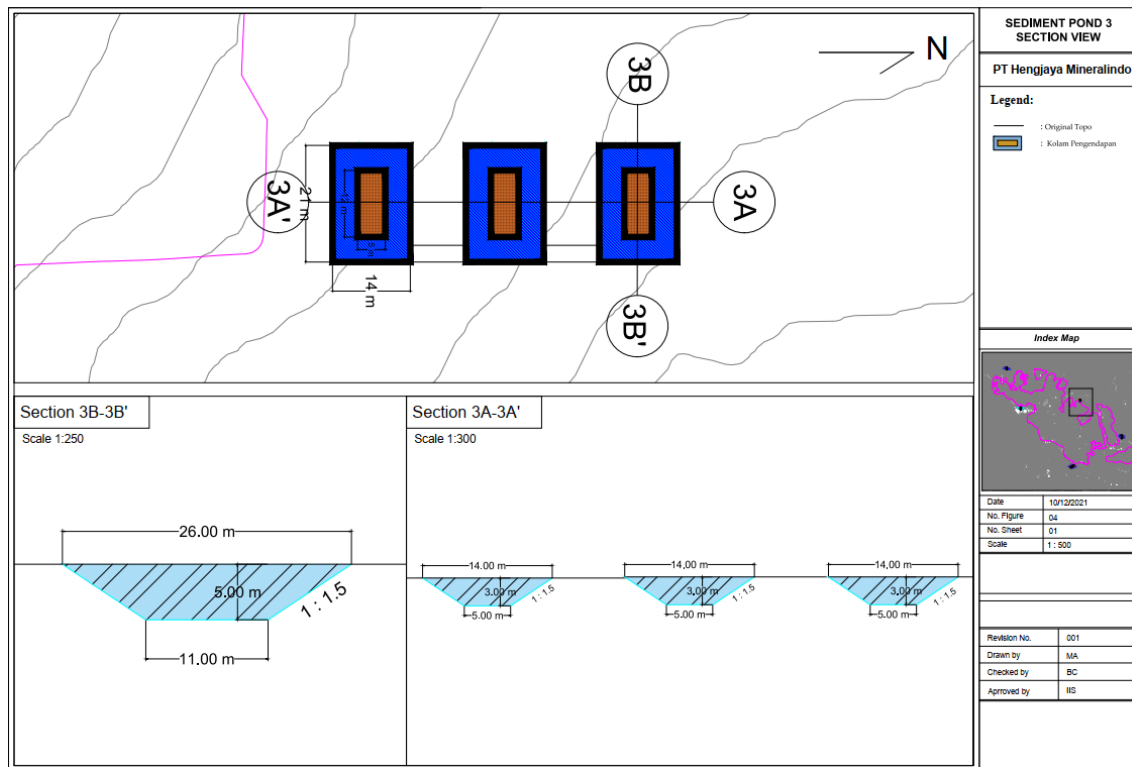 SEDIMENT POND 3
SECTION VIEW
PT Hengjaya Mineralindo
Legend:
: Original Topo
: Kolam Pengendapan
N
3B
3A'
3A
3B'
21 m
12 m
14 m
Index Map
Section 3B-3B'
Scale 1:250
26.00 m
5.00 m
1 : 1.5
11.00 m
Section 3A-3A'
Scale 1:300
14.00 m
3.00 m
1 : 1.5
5.00 m
14.00 m
3.00 m
1 : 1.5
5.00 m
14.00 m
3.00 m
1 : 1.5
5.00 m
Date 10/12/2021
No. Figure 04
No. Sheet 01
Scale 1 : 500
Revision No. 001
Drawn by MA
Checked by BC
Aprroved by IIS